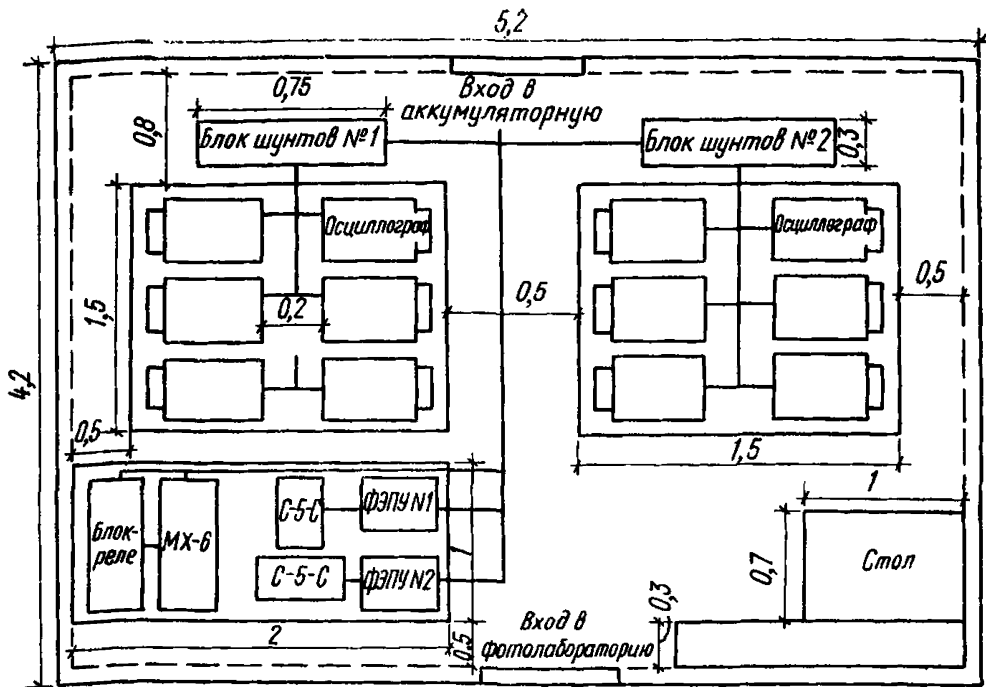 5,2
Вход в
аккумуляторную
0,75
0,8
Блок шунтов №1
Блок шунтов №2
0,3
Осциллограф
Осциллограф
0,5
0,5
1,5
0,2
4,2
0,5
1,5
1
Блок-
реле
МХ-6
С-5-С
ФЭПУ N1
С-5-С
ФЭПУ N2
1
0,7
Стол
0,3
2
0,5
Вход в
фотолабораторию